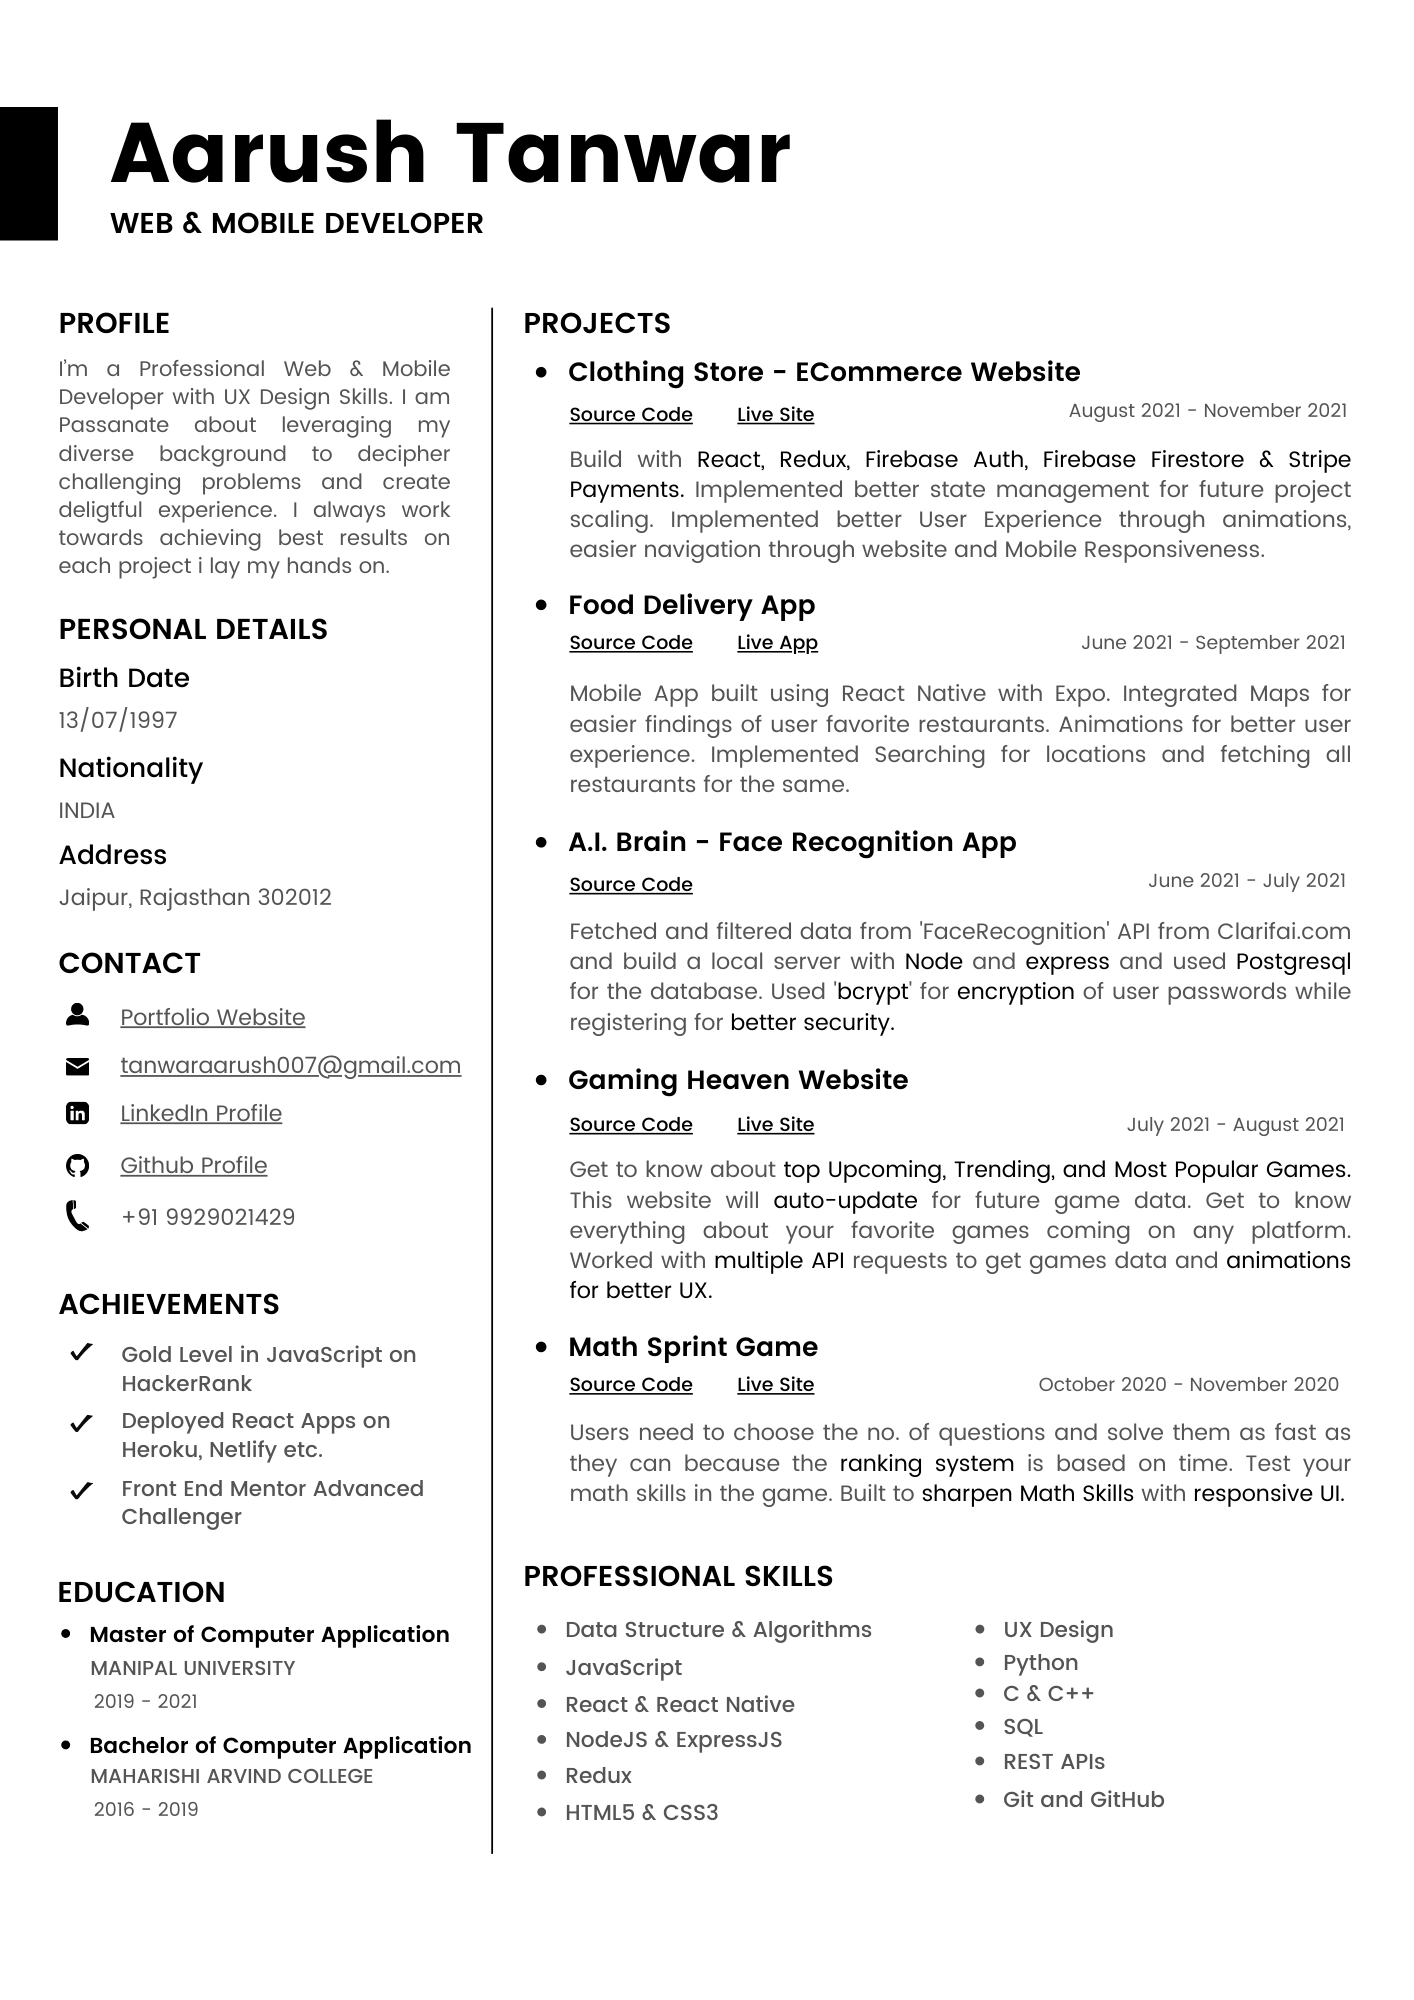 Aarush Tanwar
WEB & MOBILE DEVELOPER
PROFILE
I'm a Professional Web & Mobile
Developer with UX Design Skills. I am
Passanate about leveraging my
diverse background to decipher
challenging problems and create
deligtful experience. I always work
towards achieving best results on
each project i lay my hands on.
PERSONAL DETAILS
Birth Date
13/07/1997
Nationality
INDIA
Address
Jaipur, Rajasthan 302012
CONTACT
Portfolio Website
tanwaraarush007@gmail.com
LinkedIn Profile
Github Profile
+91 9929021429
ACHIEVEMENTS
Gold Level in JavaScript on
HackerRank
Deployed React Apps on
Heroku, Netlify etc.
Front End Mentor Advanced
Challenger
EDUCATION
• Master of Computer Application
MANIPAL UNIVERSITY
2019 - 2021
• Bachelor of Computer Application
MAHARISHI ARVIND COLLEGE
2016 - 2019
PROJECTS
• Clothing Store - ECommerce Website
Source Code Live Site August 2021 - November 2021
Build with React, Redux, Firebase Auth, Firebase Firestore & Stripe
Payments. Implemented better state management for future project
scaling. Implemented better User Experience through animations,
easier navigation through website and Mobile Responsiveness.
• Food Delivery App
Source Code Live App June 2021 - September 2021
Mobile App built using React Native with Expo. Integrated Maps for
easier findings of user favorite restaurants. Animations for better user
experience. Implemented Searching for locations and fetching all
restaurants for the same.
• A.I. Brain - Face Recognition App
Source Code June 2021 - July 2021
Fetched and filtered data from 'FaceRecognition' API from Clarifai.com
and build a local server with Node and express and used Postgresql
for the database. Used 'bcrypt' for encryption of user passwords while
registering for better security.
• Gaming Heaven Website
Source Code Live Site July 2021 - August 2021
Get to know about top Upcoming, Trending, and Most Popular Games.
This website will auto-update for future game data. Get to know
everything about your favorite games coming on any platform.
Worked with multiple API requests to get games data and animations
for better UX.
• Math Sprint Game
Source Code Live Site October 2020 - November 2020
Users need to choose the no. of questions and solve them as fast as
they can because the ranking system is based on time. Test your
math skills in the game. Built to sharpen Math Skills with responsive UI.
PROFESSIONAL SKILLS
• Data Structure & Algorithms
• JavaScript
• React & React Native
• NodeJS & ExpressJS
• Redux
• HTML5 & CSS3
• UX Design
• Python
• C & C++
• SQL
• REST APIs
• Git and GitHub